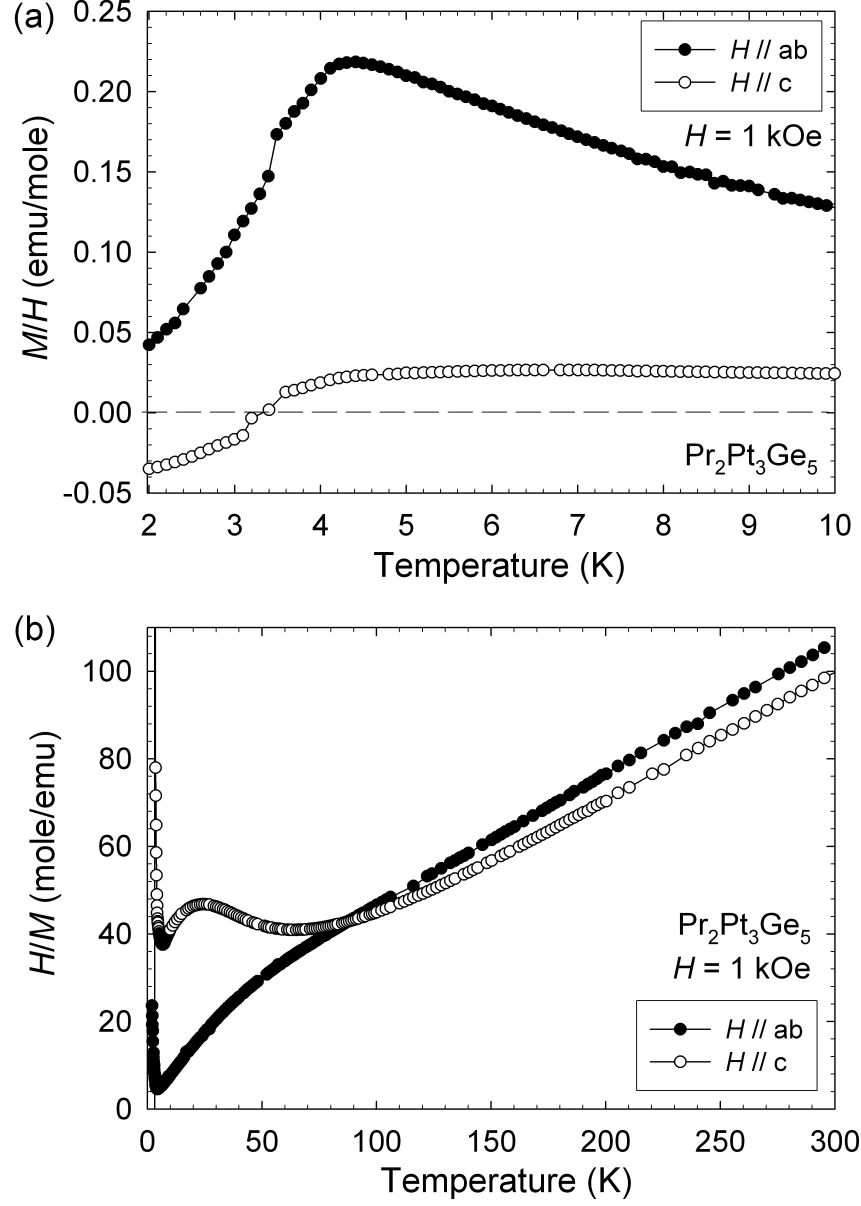 (a)
H // ab
H // c
H = 1 kOe
Pr₂Pt₃Ge₅
M/H (emu/mole)
0.25
0.20
0.15
0.10
0.05
0.00
-0.05
2 3 4 5 6 7 8 9 10
Temperature (K)
(b)
H/M (mole/emu)
100
80
60
40
20
0
Pr₂Pt₃Ge₅
H = 1 kOe
H // ab
H // c
0 50 100 150 200 250 300
Temperature (K)